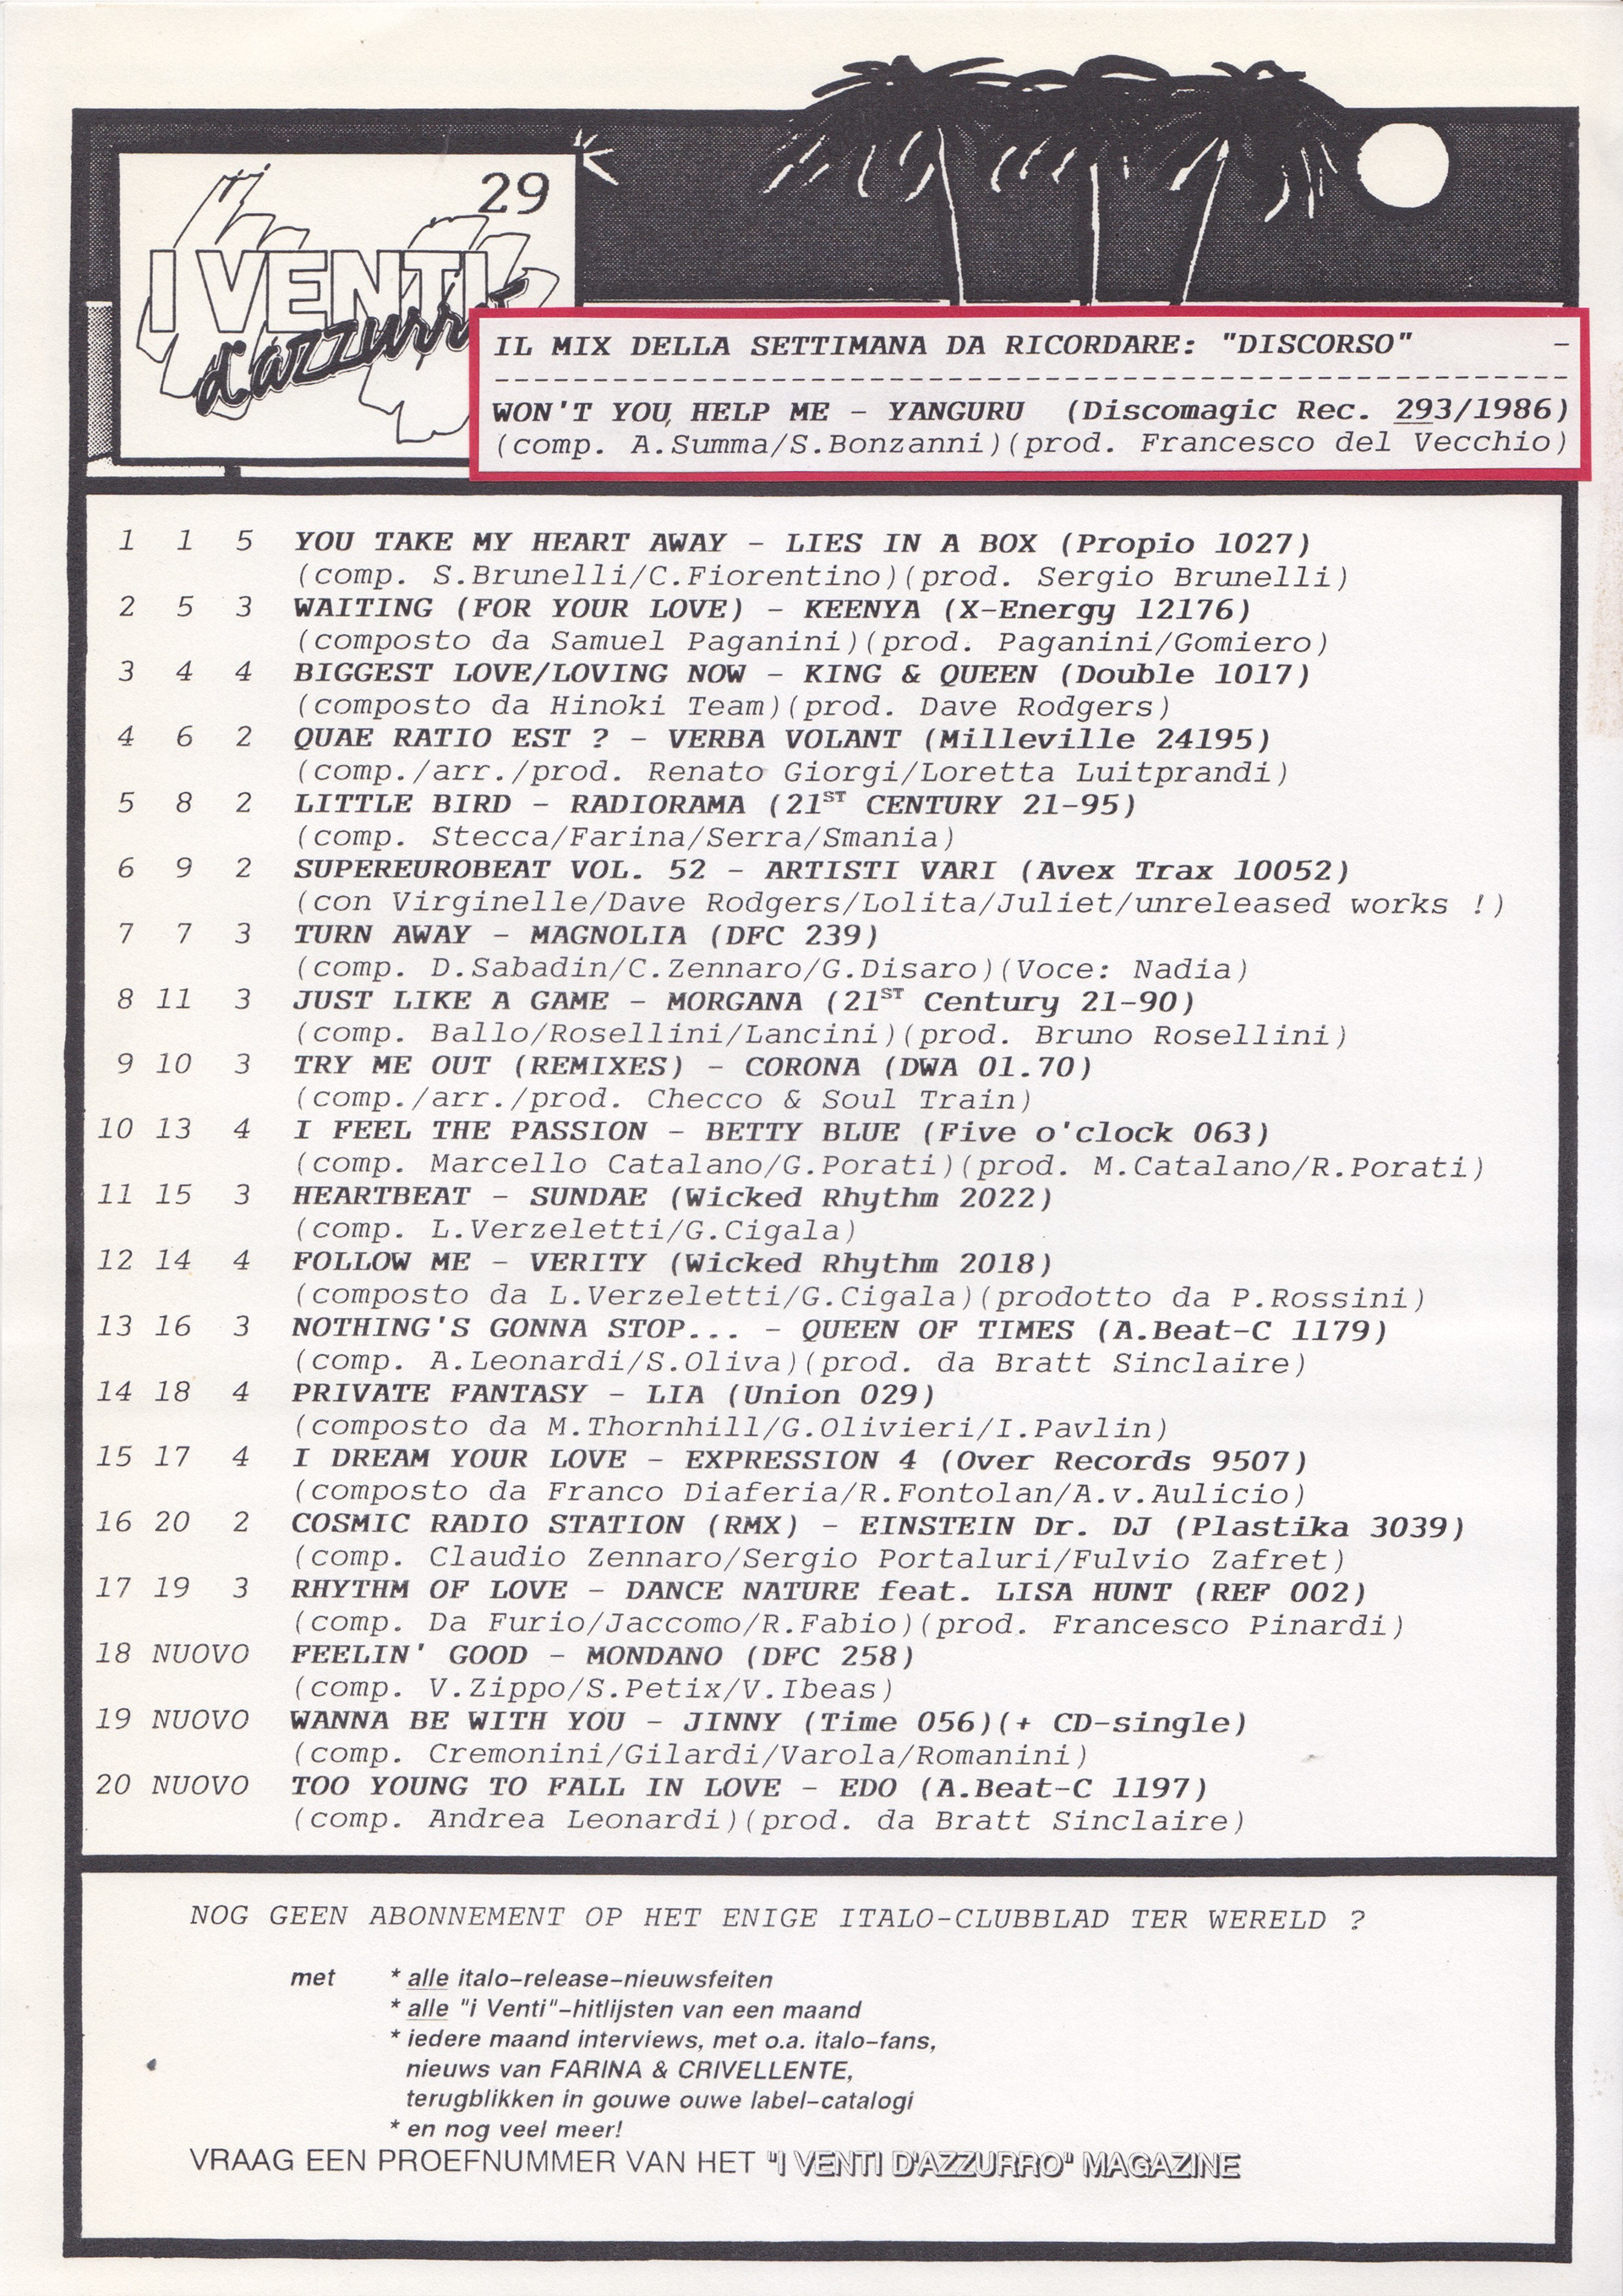 29
I VENTI
d'azzurro
IL MIX DELLA SETTIMANA DA RICORDARE: "DISCORSO" -
------------------------------------------------------
WON'T YOU, HELP ME - YANGURU (Discomagic Rec. 293/1986)
(comp. A.Summa/S.Bonzanni)(prod. Francesco del Vecchio)
1 1 5 YOU TAKE MY HEART AWAY - LIES IN A BOX (Propio 1027)
(comp. S.Brunelli/C.Fiorentino)(prod. Sergio Brunelli)
2 5 3 WAITING (FOR YOUR LOVE) - KEENYA (X-Energy 12176)
(composto da Samuel Paganini)(prod. Paganini/Gomiero)
3 4 4 BIGGEST LOVE/LOVING NOW - KING & QUEEN (Double 1017)
(composto da Hinoki Team)(prod. Dave Rodgers)
4 6 2 QUAE RATIO EST ? - VERBA VOLANT (Milleville 24195)
(comp./arr./prod. Renato Giorgi/Loretta Luitprandi)
5 8 2 LITTLE BIRD - RADIORAMA (21ST CENTURY 21-95)
(comp. Stecca/Farina/Serra/Smania)
6 9 2 SUPEREUROBEAT VOL. 52 - ARTISTI VARI (Avex Trax 10052)
(con Virginelle/Dave Rodgers/Lolita/Juliet/unreleased works !)
7 7 3 TURN AWAY - MAGNOLIA (DFC 239)
(comp. D.Sabadin/C.Zennaro/G.Disaro)(Voce: Nadia)
8 11 3 JUST LIKE A GAME - MORGANA (21ST Century 21-90)
(comp. Ballo/Rosellini/Lancini)(prod. Bruno Rosellini)
9 10 3 TRY ME OUT (REMIXES) - CORONA (DWA 01.70)
(comp./arr./prod. Checco & Soul Train)
10 13 4 I FEEL THE PASSION - BETTY BLUE (Five o'clock 063)
(comp. Marcello Catalano/G.Porati)(prod. M.Catalano/R.Porati)
11 15 3 HEARTBEAT - SUNDAE (Wicked Rhythm 2022)
(comp. L.Verzeletti/G.Cigala)
12 14 4 FOLLOW ME - VERITY (Wicked Rhythm 2018)
(composto da L.Verzeletti/G.Cigala)(prodotto da P.Rossini)
13 16 3 NOTHING'S GONNA STOP... - QUEEN OF TIMES (A.Beat-C 1179)
(comp. A.Leonardi/S.Oliva)(prod. da Bratt Sinclaire)
14 18 4 PRIVATE FANTASY - LIA (Union 029)
(composto da M.Thornhill/G.Olivieri/I.Pavlin)
15 17 4 I DREAM YOUR LOVE - EXPRESSION 4 (Over Records 9507)
(composto da Franco Diaferia/R.Fontolan/A.v.Aulicio)
16 20 2 COSMIC RADIO STATION (RMX) - EINSTEIN Dr. DJ (Plastika 3039)
(comp. Claudio Zennaro/Sergio Portaluri/Fulvio Zafret)
17 19 3 RHYTHM OF LOVE - DANCE NATURE feat. LISA HUNT (REF 002)
(comp. Da Furio/Jaccomo/R.Fabio)(prod. Francesco Pinardi)
18 NUOVO FEELIN' GOOD - MONDANO (DFC 258)
(comp. V.Zippo/S.Petix/V.Ibeas)
19 NUOVO WANNA BE WITH YOU - JINNY (Time 056)(+ CD-single)
(comp. Cremonini/Gilardi/Varola/Romanini)
20 NUOVO TOO YOUNG TO FALL IN LOVE - EDO (A.Beat-C 1197)
(comp. Andrea Leonardi)(prod. da Bratt Sinclaire)
NOG GEEN ABONNEMENT OP HET ENIGE ITALO-CLUBBLAD TER WERELD ?
met * alle italo-release-nieuwsfeiten
* alle "i Venti"-hitlijsten van een maand
* iedere maand interviews, met o.a. italo-fans,
nieuws van FARINA & CRIVELLENTE,
terugblikken in gouwe ouwe label-catalogi
* en nog veel meer!
VRAAG EEN PROEFNUMMER VAN HET "I VENTI D'AZZURRO" MAGAZINE